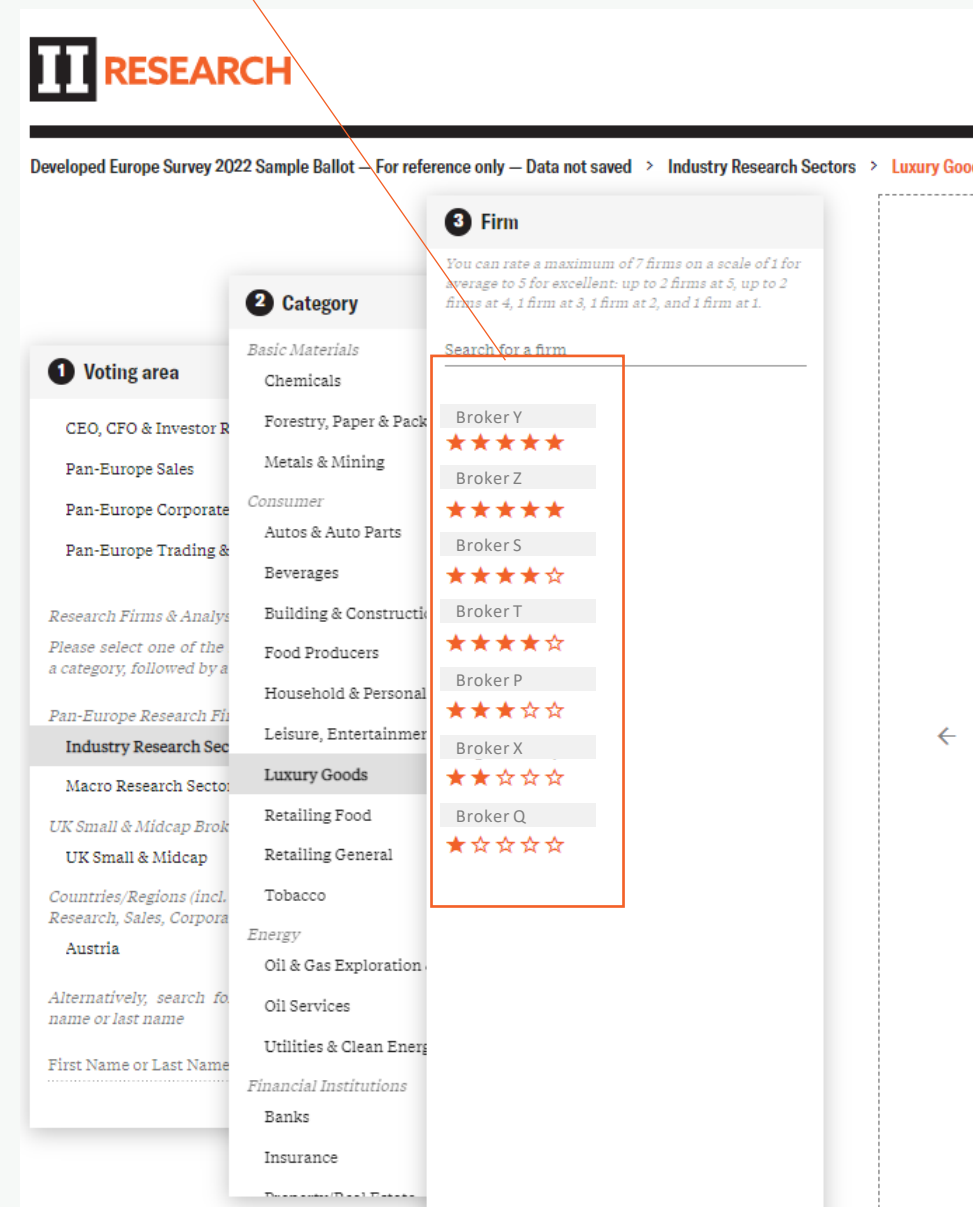 II RESEARCH
Developed Europe Survey 2022 Sample Ballot — For reference only — Data not saved > Industry Research Sectors > Luxury Goo
1 Voting area
CEO, CFO & Investor R
Pan-Europe Sales
Pan-Europe Corporate
Pan-Europe Trading &
Research Firms & Analys
Please select one of the
a category, followed by a
Pan-Europe Research Fir
Industry Research Sec
Macro Research Sector
UK Small & Midcap Brok
UK Small & Midcap
Countries/Regions (incl.
Research, Sales, Corpora
Austria
Alternatively, search fo
name or last name
First Name or Last Name
2 Category
Basic Materials
Chemicals
Forestry, Paper & Pack
Metals & Mining
Consumer
Autos & Auto Parts
Beverages
Building & Constructio
Food Producers
Household & Personal
Leisure, Entertainmen
Luxury Goods
Retailing Food
Retailing General
Tobacco
Energy
Oil & Gas Exploration
Oil Services
Utilities & Clean Energ
Financial Institutions
Banks
Insurance
Property/Real Estate
3 Firm
You can rate a maximum of 7 firms on a scale of 1 for
average to 5 for excellent: up to 2 firms at 5, up to 2
firms at 4, 1 firm at 3, 1 firm at 2, and 1 firm at 1.
Search for a firm
Broker Y
★★★★★
Broker Z
★★★★★
Broker S
★★★★☆
Broker T
★★★★☆
Broker P
★★★☆☆
Broker X
★★☆☆☆
Broker Q
★☆☆☆☆